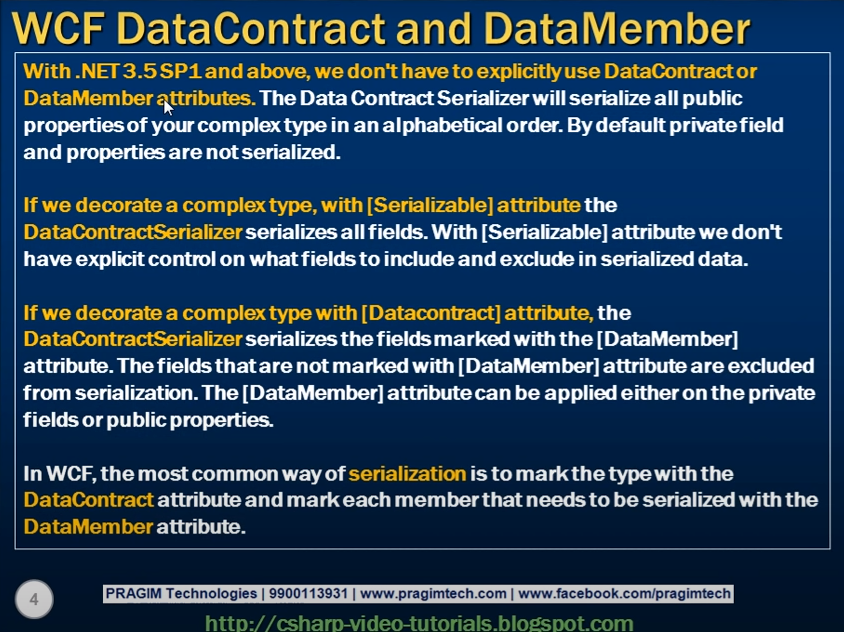 WCF DataContract and DataMember
With .NET 3.5 SP1 and above, we don't have to explicitly use DataContract or
DataMember attributes. The Data Contract Serializer will serialize all public
properties of your complex type in an alphabetical order. By default private field
and properties are not serialized.
If we decorate a complex type, with [Serializable] attribute the
DataContractSerializer serializes all fields. With [Serializable] attribute we don't
have explicit control on what fields to include and exclude in serialized data.
If we decorate a complex type with [Datacontract] attribute, the
DataContractSerializer serializes the fields marked with the [DataMember]
attribute. The fields that are not marked with [DataMember] attribute are excluded
from serialization. The [DataMember] attribute can be applied either on the private
fields or public properties.
In WCF, the most common way of serialization is to mark the type with the
DataContract attribute and mark each member that needs to be serialized with the
DataMember attribute.
4
PRAGIM Technologies | 9900113931 | www.pragimtech.com | www.facebook.com/pragimtech
http://csharp-video-tutorials.blogspot.com